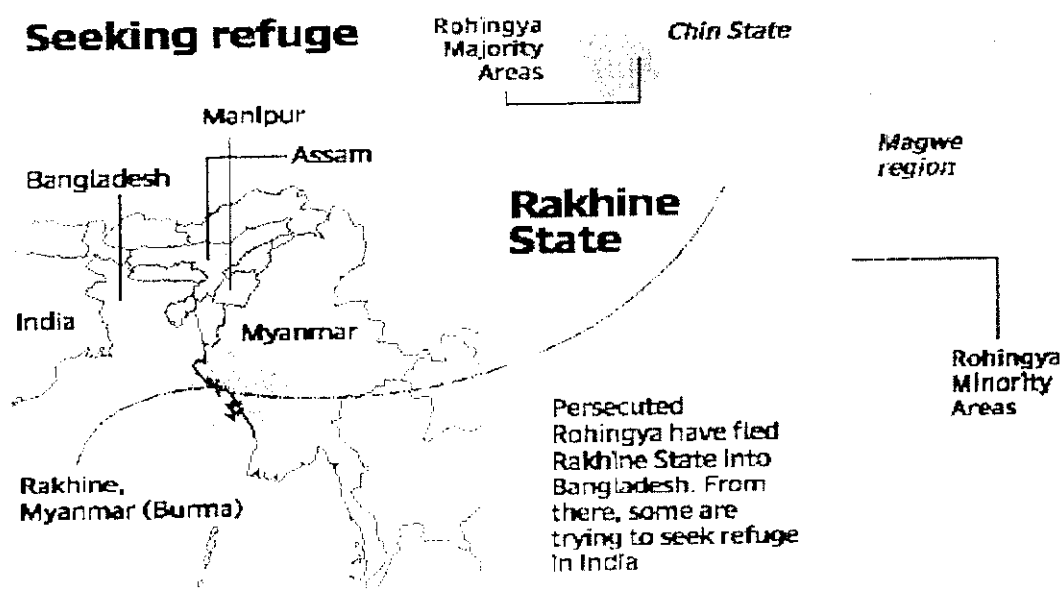 Seeking refuge
Rohingya
Majority
Areas
Chin State
Manipur
Assam
Bangladesh
Magwe
region
Rakhine
State
India
Myanmar
Rohingya
Minority
Areas
Rakhine,
Myanmar (Burma)
Persecuted
Rohingya have fled
Rakhine State into
Bangladesh. From
there, some are
trying to seek refuge
in India